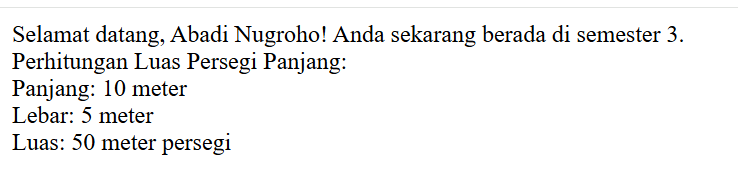 Selamat datang, Abadi Nugroho! Anda sekarang berada di semester 3.
Perhitungan Luas Persegi Panjang:
Panjang: 10 meter
Lebar: 5 meter
Luas: 50 meter persegi